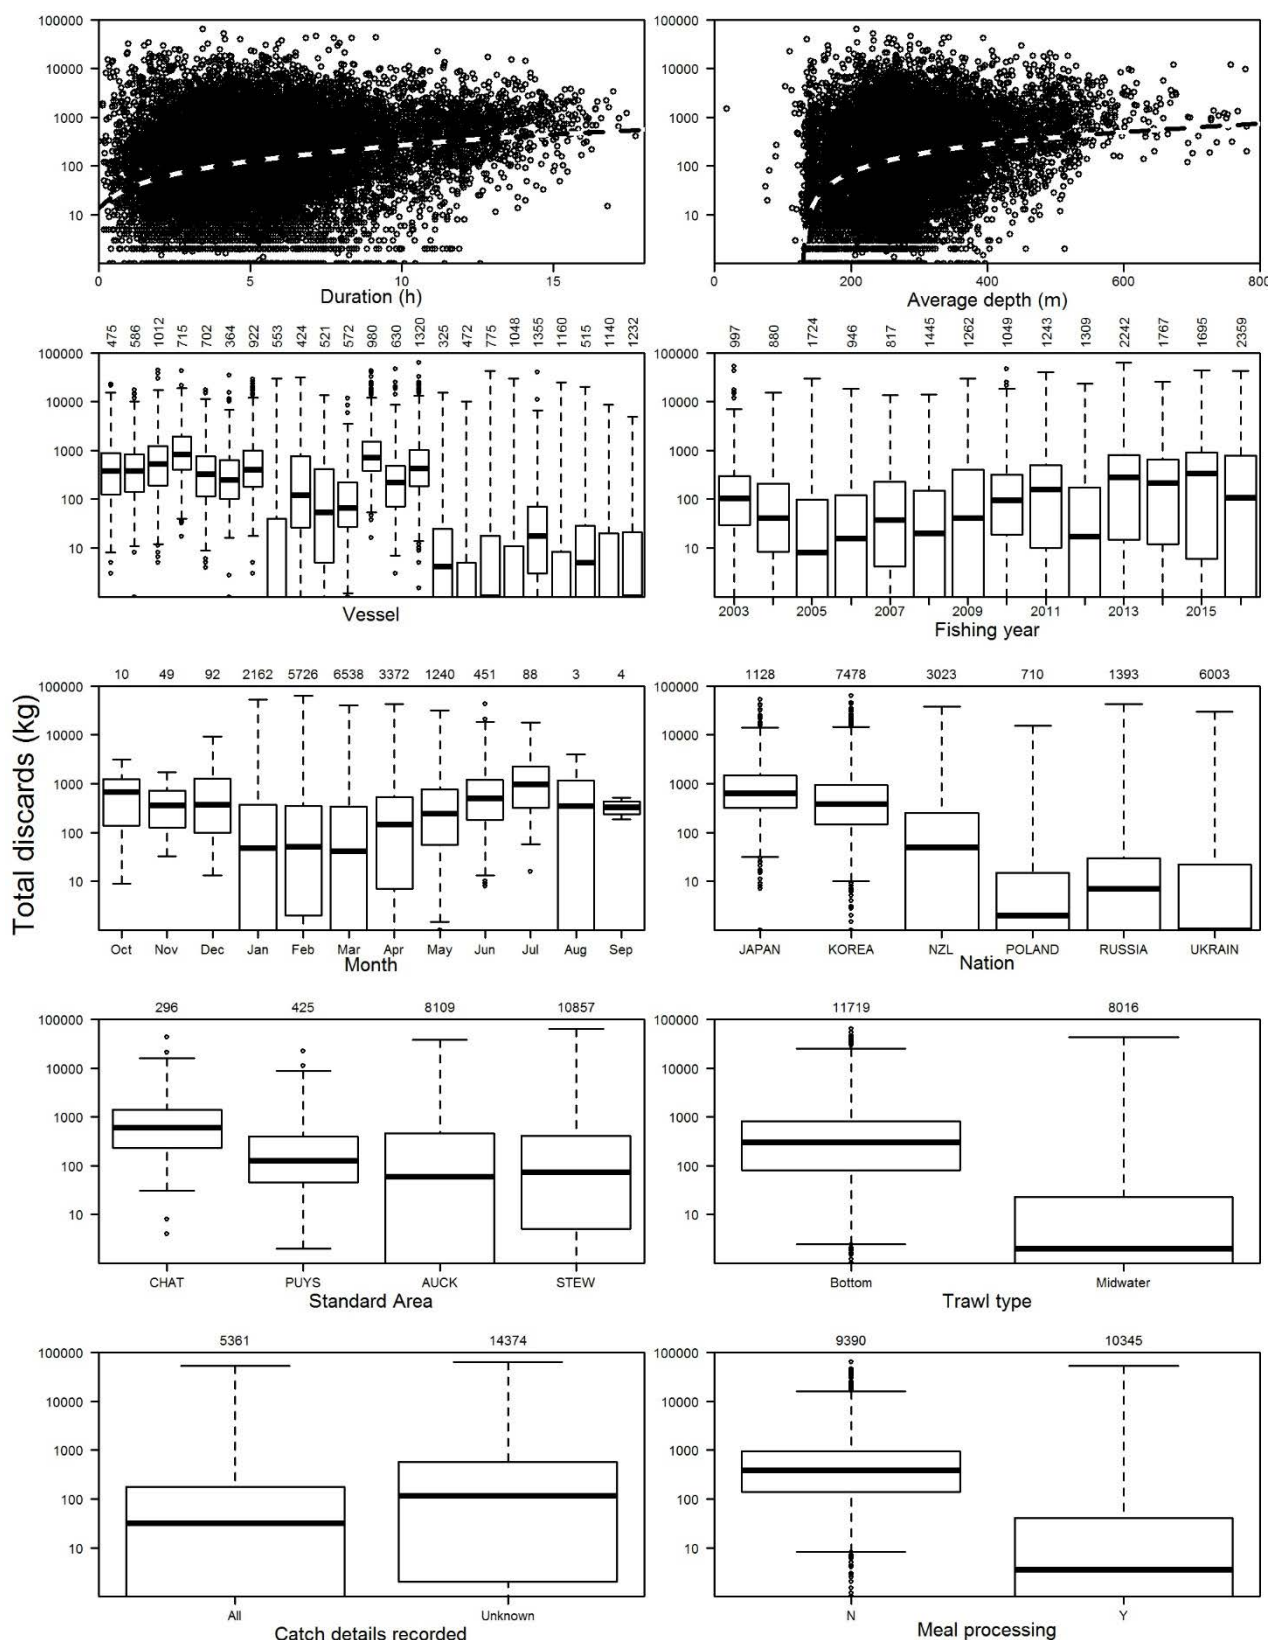 Total discards (kg)
100000
10000
1000
100
10
0 5 10 15
Duration (h)
100000
10000
1000
100
10
0 200 400 600 800
Average depth (m)
475 586 1012 715 702 364 922 553 424 521 572 980 630 1320 325 472 775 1048 1355 1160 515 1140 1232
100000
10000
1000
100
10
Vessel
997 880 1724 946 817 1445 1262 1049 1243 1309 2242 1767 1695 2359
100000
10000
1000
100
10
2003 2005 2007 2009 2011 2013 2015
Fishing year
10 49 92 2162 5726 6538 3372 1240 451 88 3 4
100000
10000
1000
100
10
Oct Nov Dec Jan Feb Mar Apr May Jun Jul Aug Sep
Month
1128 7478 3023 710 1393 6003
100000
10000
1000
100
10
JAPAN KOREA NZL POLAND RUSSIA UKRAIN
Nation
296 425 8109 10857
100000
10000
1000
100
10
CHAT PUYS AUCK STEW
Standard Area
11719 8016
100000
10000
1000
100
10
Bottom Midwater
Trawl type
5361 14374
100000
10000
1000
100
10
All Unknown
Catch details recorded
9390 10345
100000
10000
1000
100
10
N Y
Meal processing